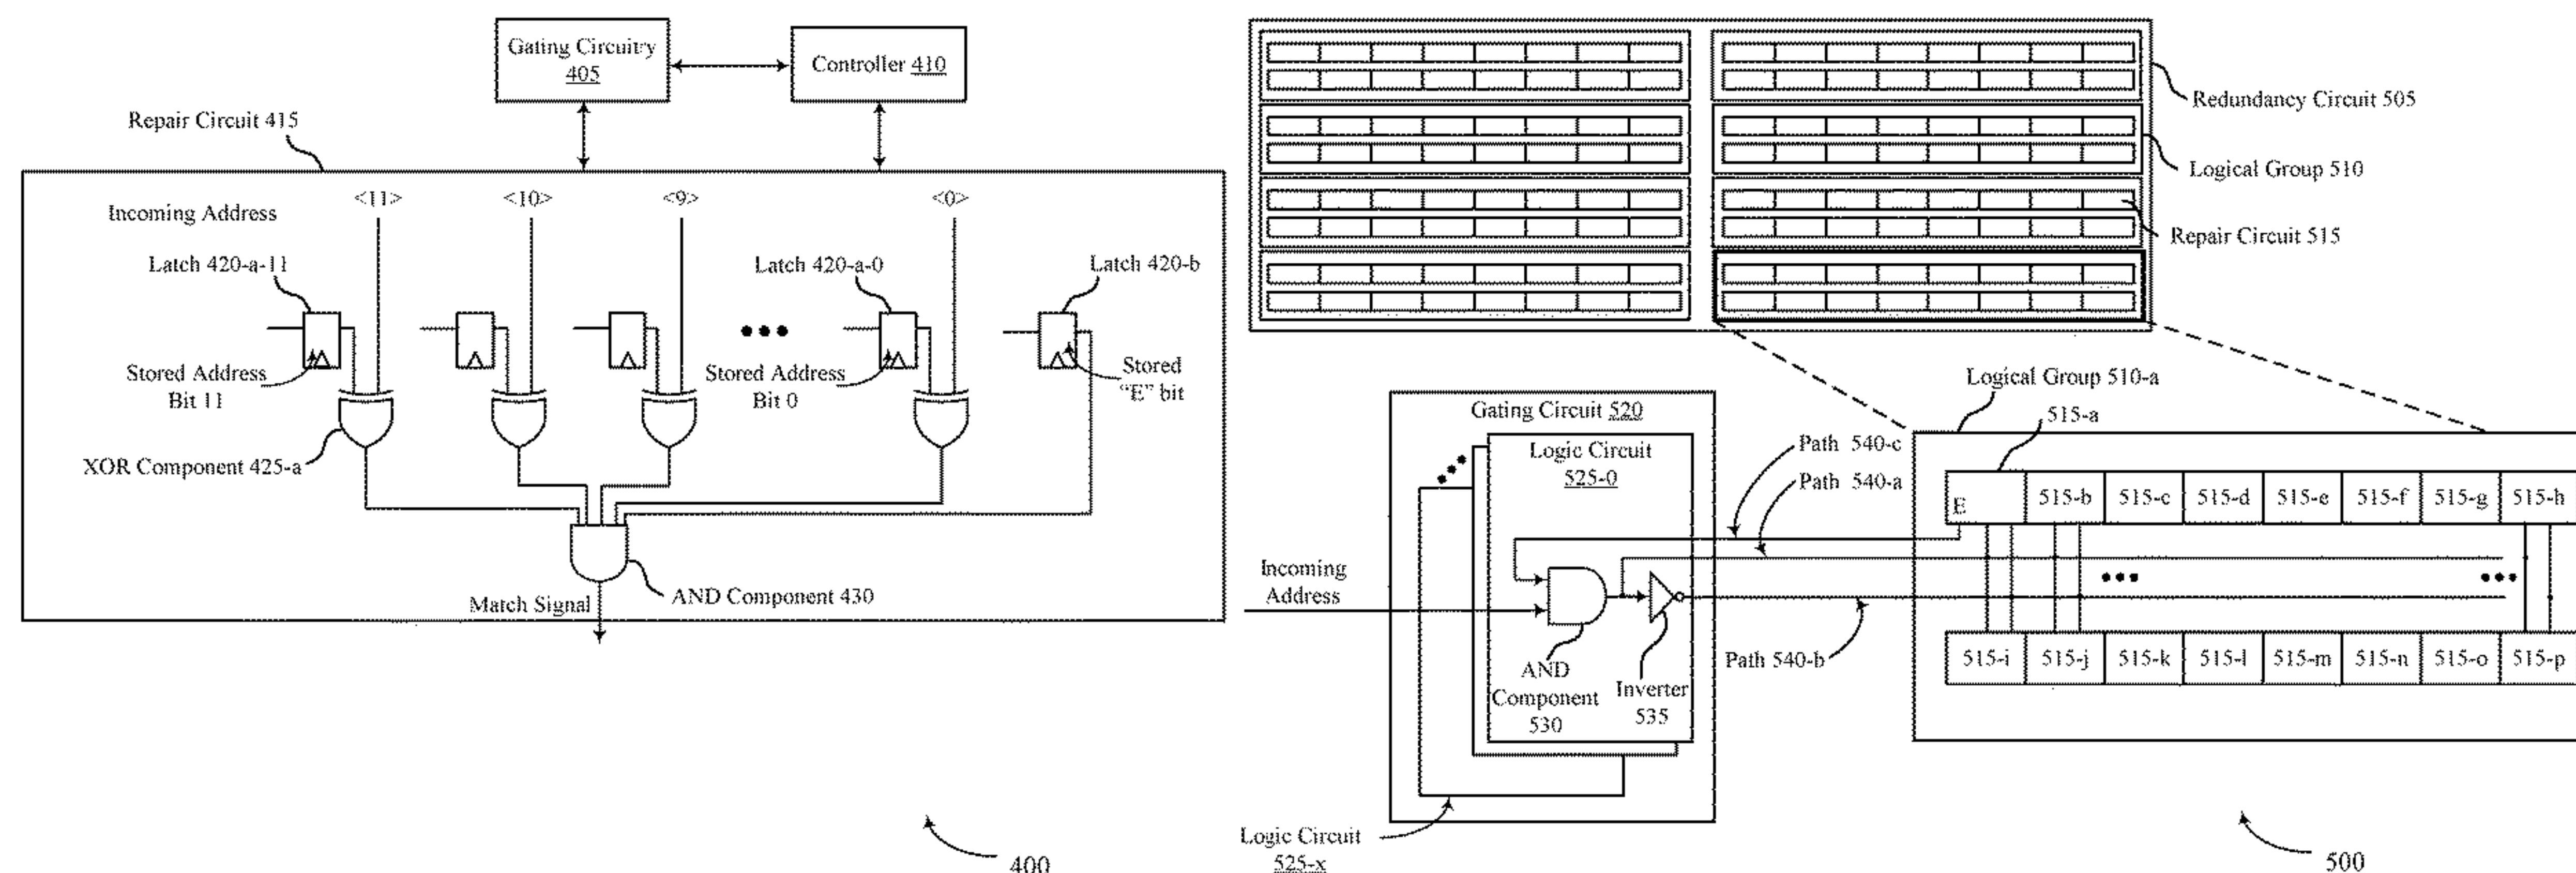 Gating Circuitry
405
Controller 410
Repair Circuit 415
Incoming Address
<11>
<10>
<9>
<0>
Latch 420-a-11
Latch 420-a-0
Latch 420-b
Stored Address
Bit 11
Stored Address
Bit 0
Stored
“E” bit
XOR Component 425-a
AND Component 430
Match Signal
400
Redundancy Circuit 505
Logical Group 510
Repair Circuit 515
Logical Group 510-a
515-a
Gating Circuit 520
Logic Circuit
525-0
Path 540-c
Path 540-a
E
515-b
515-c
515-d
515-e
515-f
515-g
515-h
Incoming
Address
AND
Component
530
Inverter
535
Path 540-b
515-i
515-j
515-k
515-l
515-m
515-n
515-o
515-p
Logic Circuit
525-x
500